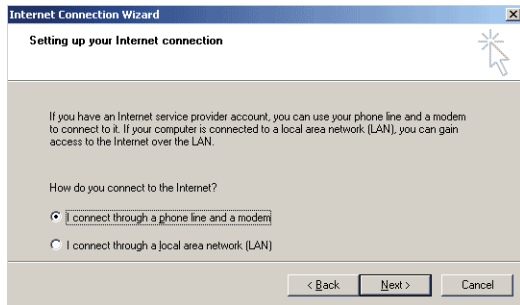 Internet Connection Wizard
Setting up your Internet connection
If you have an Internet service provider account, you can use your phone line and a modem
to connect to it. If your computer is connected to a local area network (LAN), you can gain
access to the Internet over the LAN.
How do you connect to the Internet?
I connect through a phone line and a modem
I connect through a local area network (LAN)
< Back Next > Cancel